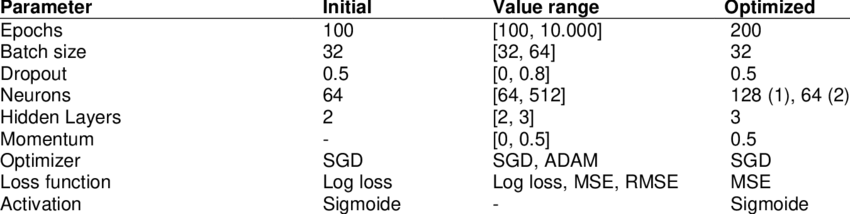 Parameter Initial Value range Optimized
Epochs 100 [100, 10.000] 200
Batch size 32 [32, 64] 32
Dropout 0.5 [0, 0.8] 0.5
Neurons 64 [64, 512] 128 (1), 64 (2)
Hidden Layers 2 [2, 3] 3
Momentum - [0, 0.5] 0.5
Optimizer SGD SGD, ADAM SGD
Loss function Log loss Log loss, MSE, RMSE MSE
Activation Sigmoide - Sigmoide